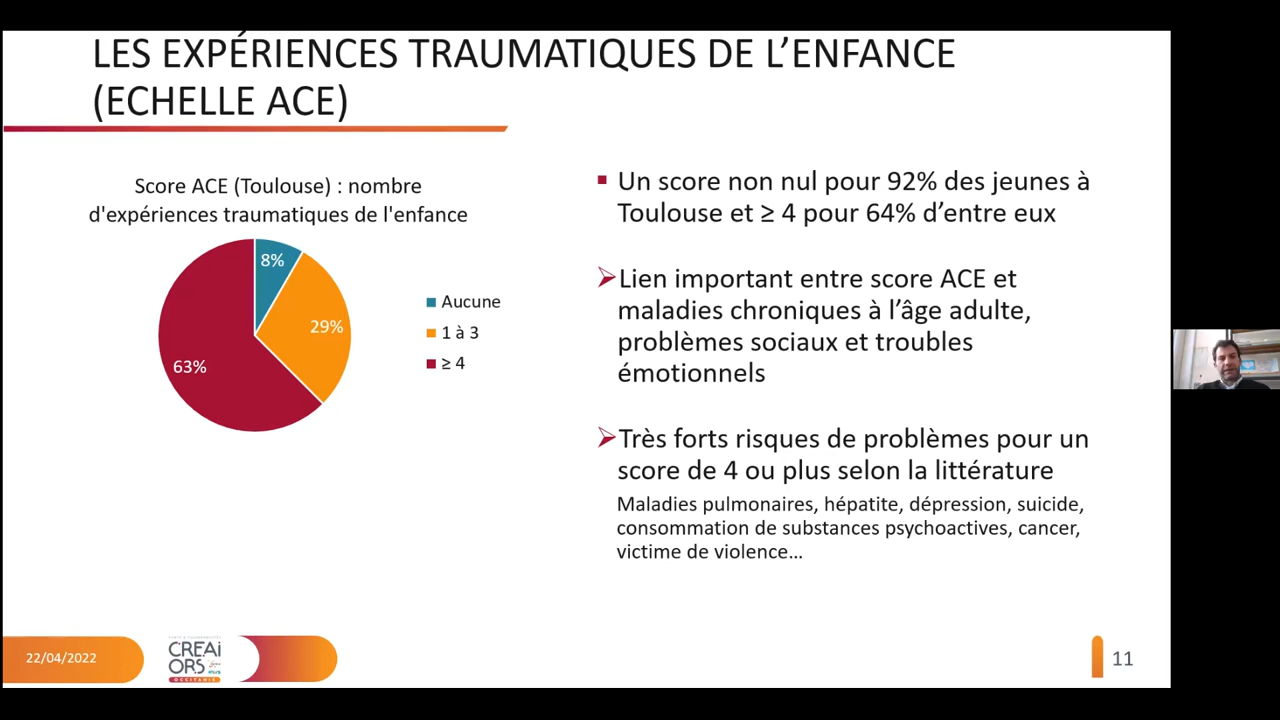 LES EXPÉRIENCES TRAUMATIQUES DE L’ENFANCE
(ECHELLE ACE)
Score ACE (Toulouse) : nombre
d'expériences traumatiques de l'enfance
8%
29%
63%
Aucune
1 à 3
≥ 4
Un score non nul pour 92% des jeunes à
Toulouse et ≥ 4 pour 64% d’entre eux
Lien important entre score ACE et
maladies chroniques à l’âge adulte,
problèmes sociaux et troubles
émotionnels
Très forts risques de problèmes pour un
score de 4 ou plus selon la littérature
Maladies pulmonaires, hépatite, dépression, suicide,
consommation de substances psychoactives, cancer,
victime de violence…
22/04/2022
CREAI
ORS
OCCITANIE
11